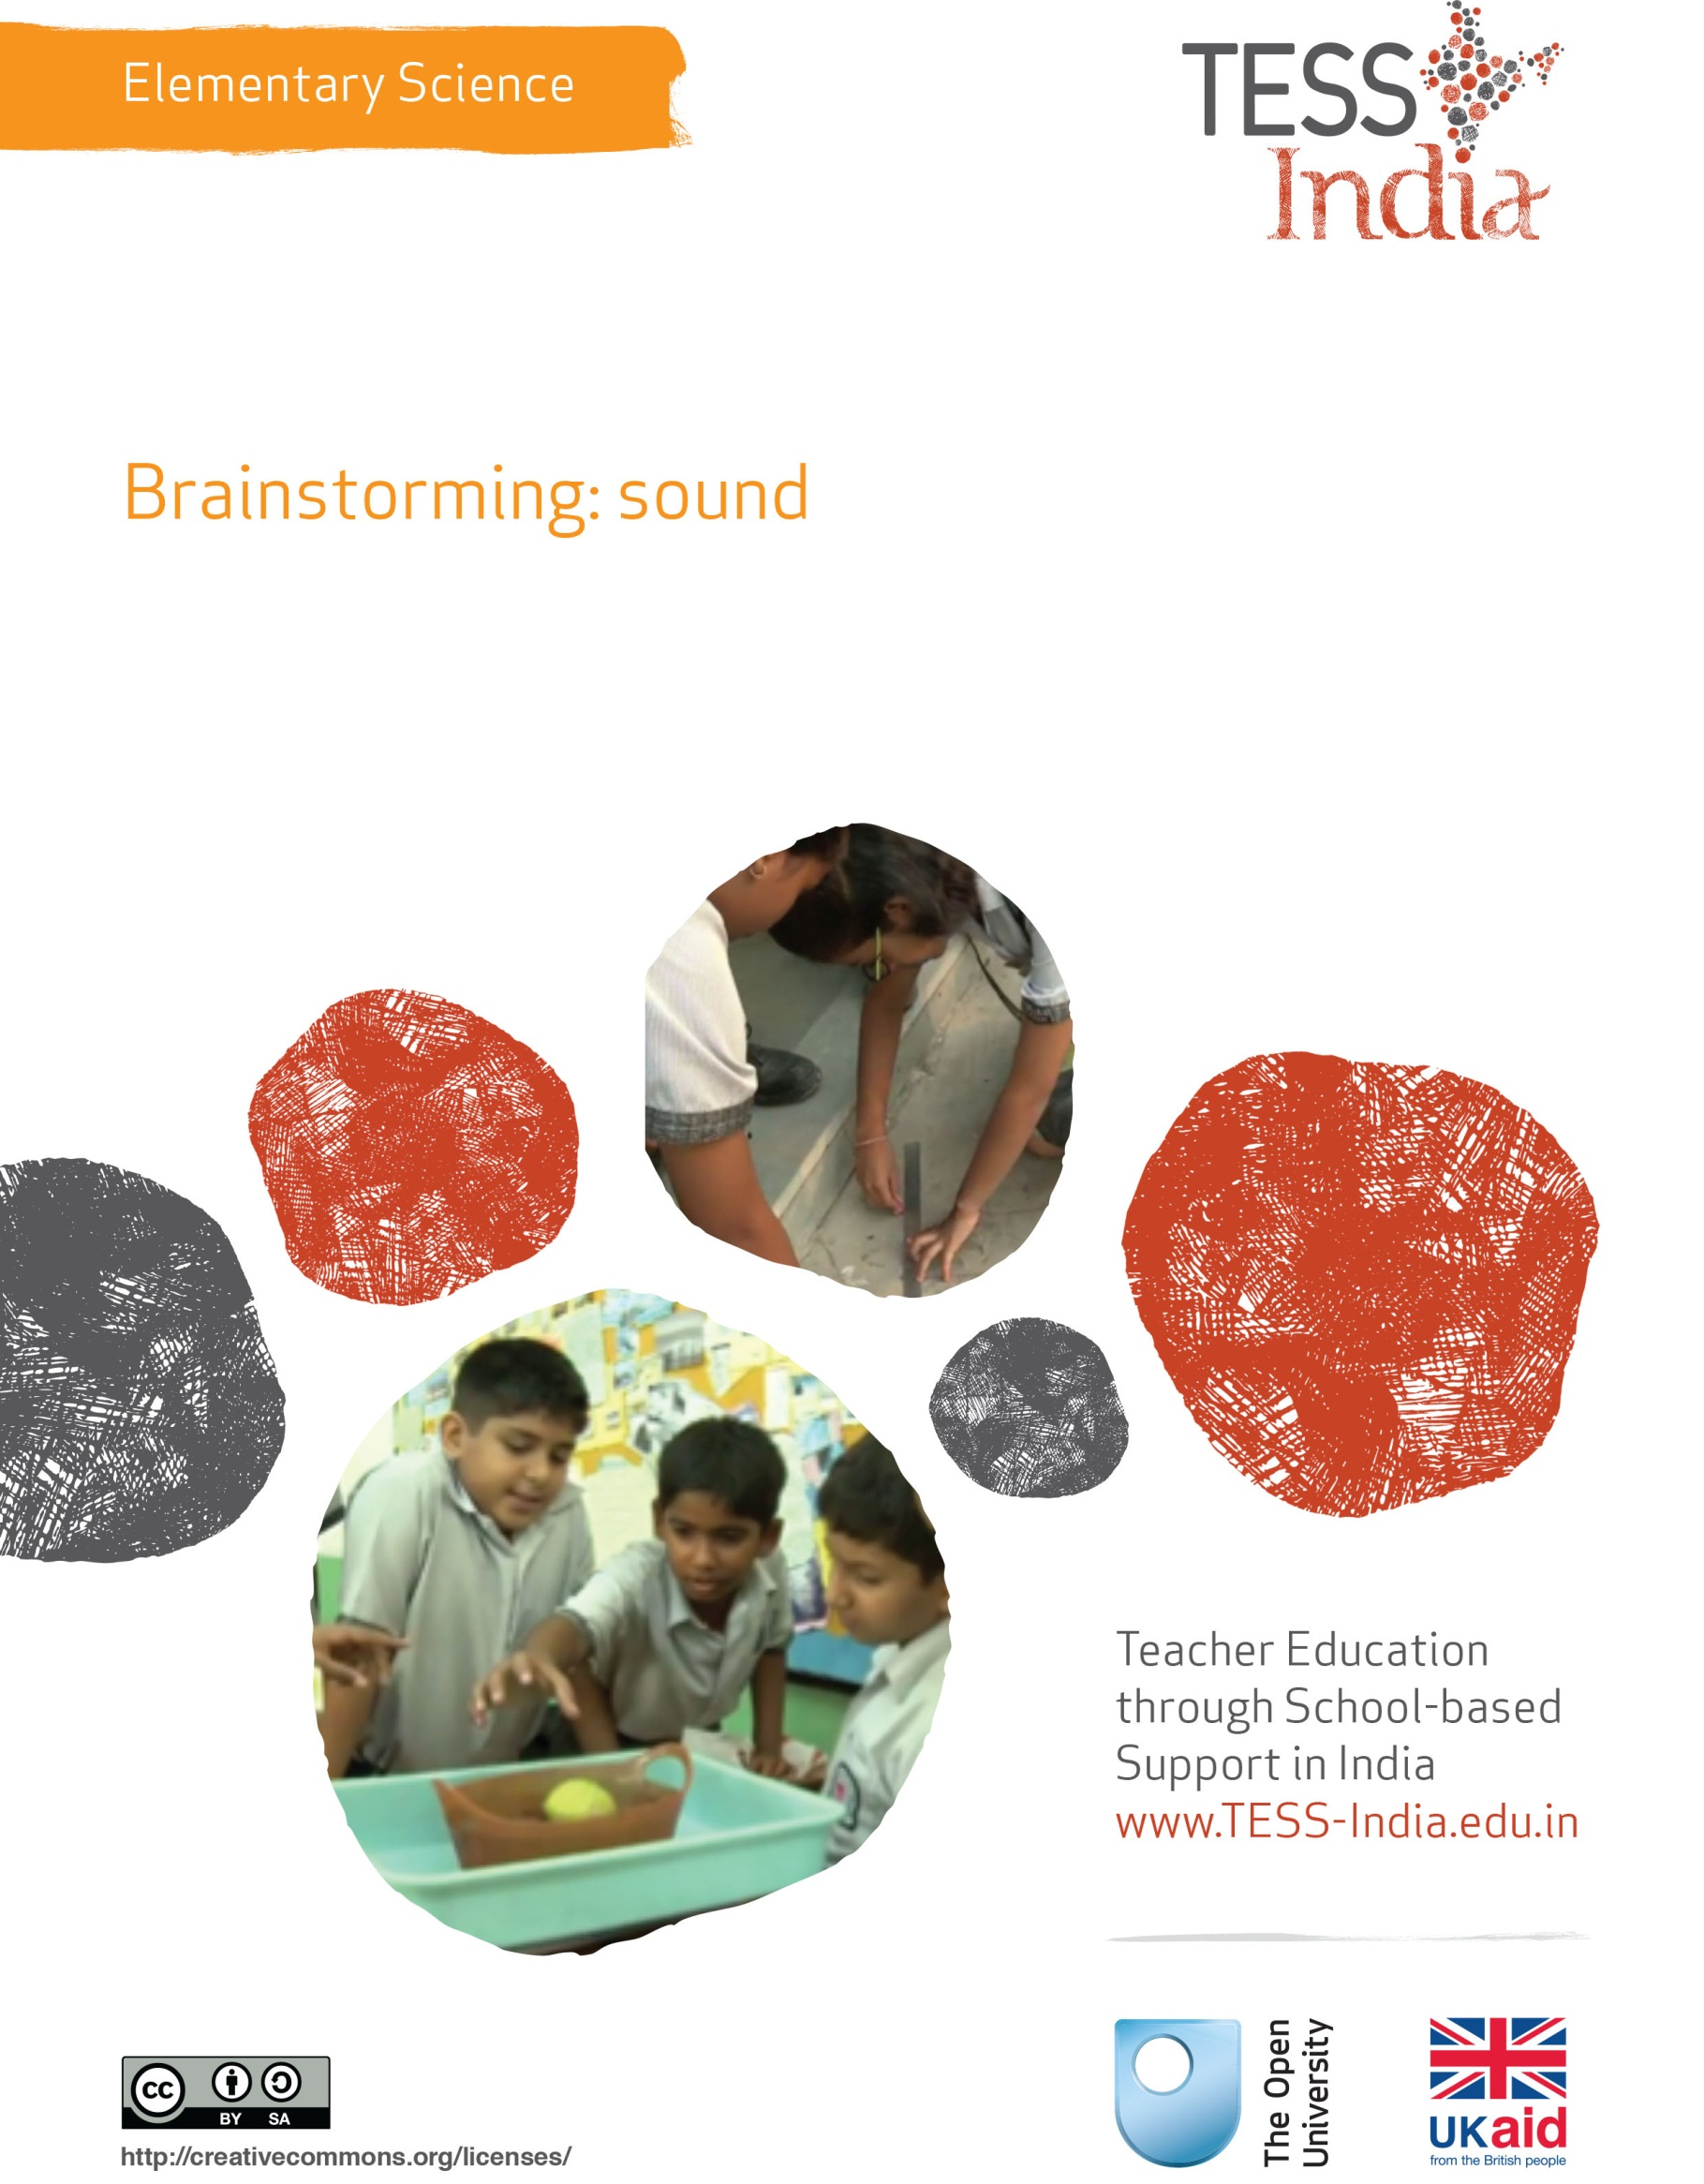 Elementary Science
TESS
India
Brainstorming: sound
Teacher Education
through School-based
Support in India
www.TESS-India.edu.in
The Open
University
UKaid
from the British people
CC
BY SA
http://creativecommons.org/licenses/